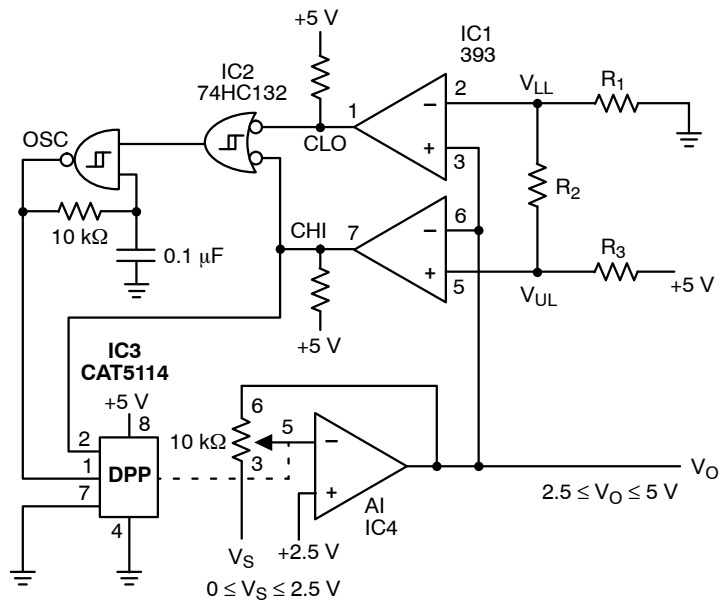 +5 V
IC1
393
IC2
74HC132
2
V_LL
R_1
OSC
1
−
+
3
CLO
R_2
10 kΩ
0.1 μF
CHI
7
6
−
+
5
R_3
V_UL
+5 V
+5 V
IC3
CAT5114
+5 V
8
2
1
7
4
DPP
6
10 kΩ
5
3
−
+
AI
IC4
V_O
2.5 ≤ V_O ≤ 5 V
V_S
+2.5 V
0 ≤ V_S ≤ 2.5 V